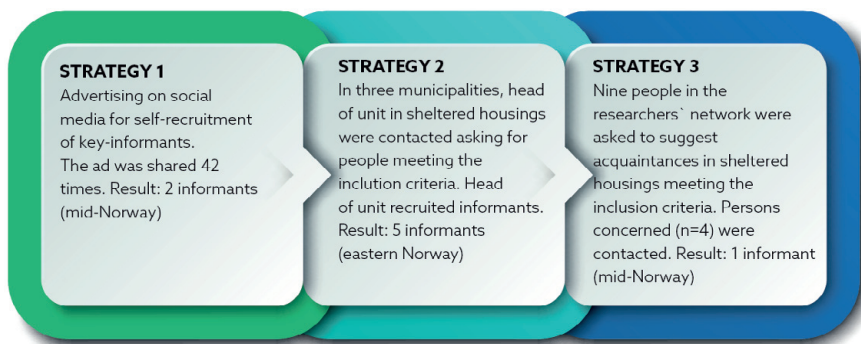 STRATEGY 1
Advertising on social
media for self-recruitment
of key-informants.
The ad was shared 42
times. Result: 2 informants
(mid-Norway)
STRATEGY 2
In three municipalities, head
of unit in sheltered housings
were contacted asking for
people meeting the
inclution criteria. Head
of unit recruited informants.
Result: 5 informants
(eastern Norway)
STRATEGY 3
Nine people in the
researchers` network were
asked to suggest
acquaintances in sheltered
housings meeting the
inclusion criteria. Persons
concerned (n=4) were
contacted. Result: 1 informant
(mid-Norway)